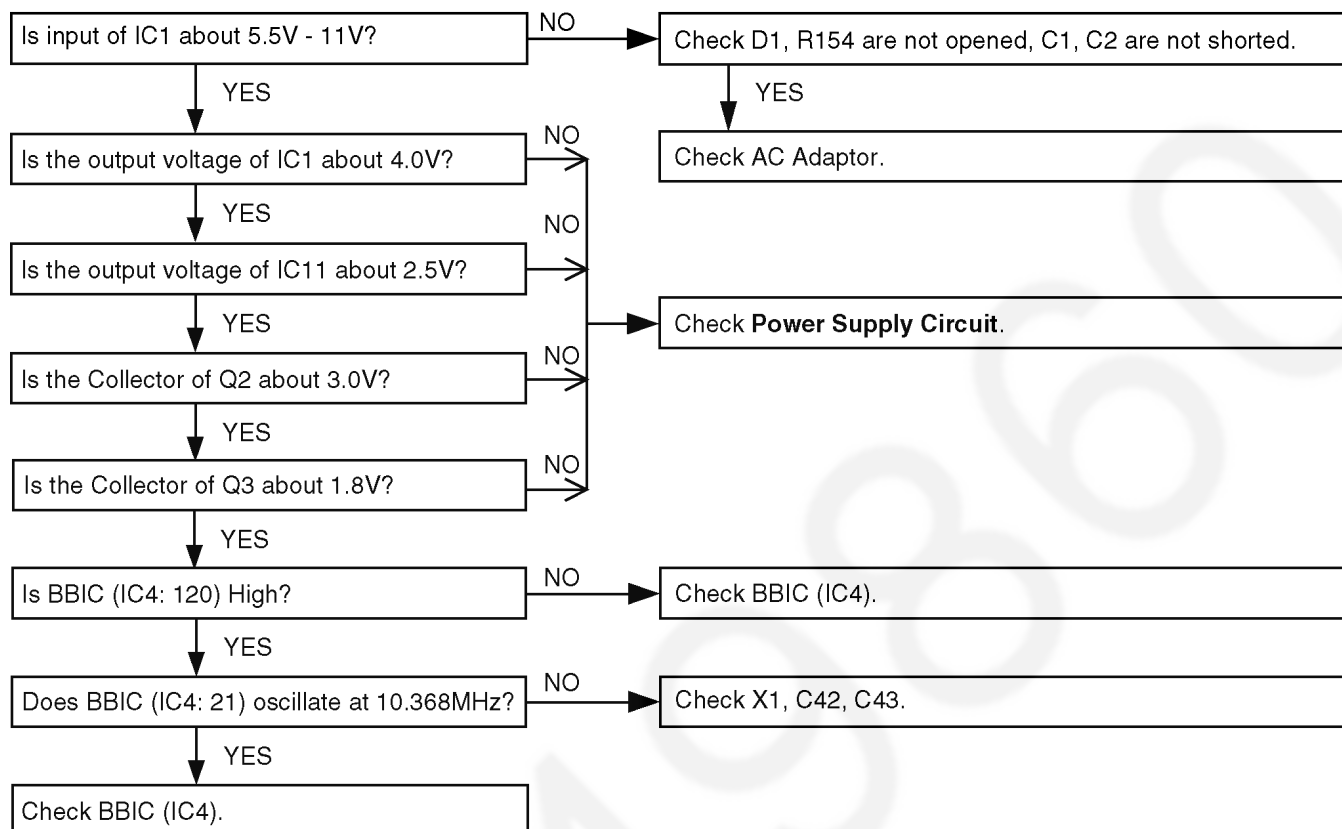 Is input of IC1 about 5.5V - 11V?
NO
Check D1, R154 are not opened, C1, C2 are not shorted.
YES
YES
Is the output voltage of IC1 about 4.0V?
NO
Check AC Adaptor.
YES
Is the output voltage of IC11 about 2.5V?
NO
YES
Check Power Supply Circuit.
Is the Collector of Q2 about 3.0V?
NO
YES
Is the Collector of Q3 about 1.8V?
NO
YES
Is BBIC (IC4: 120) High?
NO
Check BBIC (IC4).
YES
Does BBIC (IC4: 21) oscillate at 10.368MHz?
NO
Check X1, C42, C43.
YES
Check BBIC (IC4).
19860